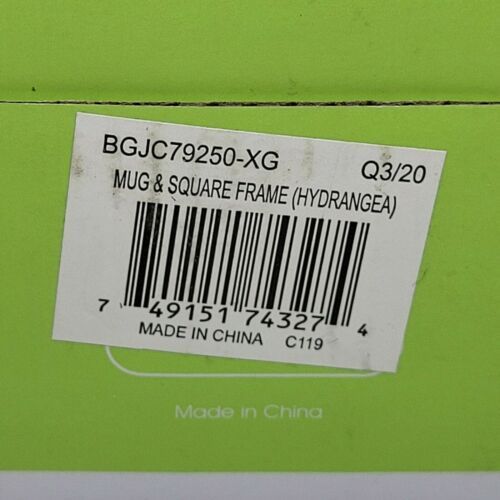 BGJC79250-XG Q3/20
MUG & SQUARE FRAME (HYDRANGEA)
7 49151 74327 4
MADE IN CHINA C119
Made in China